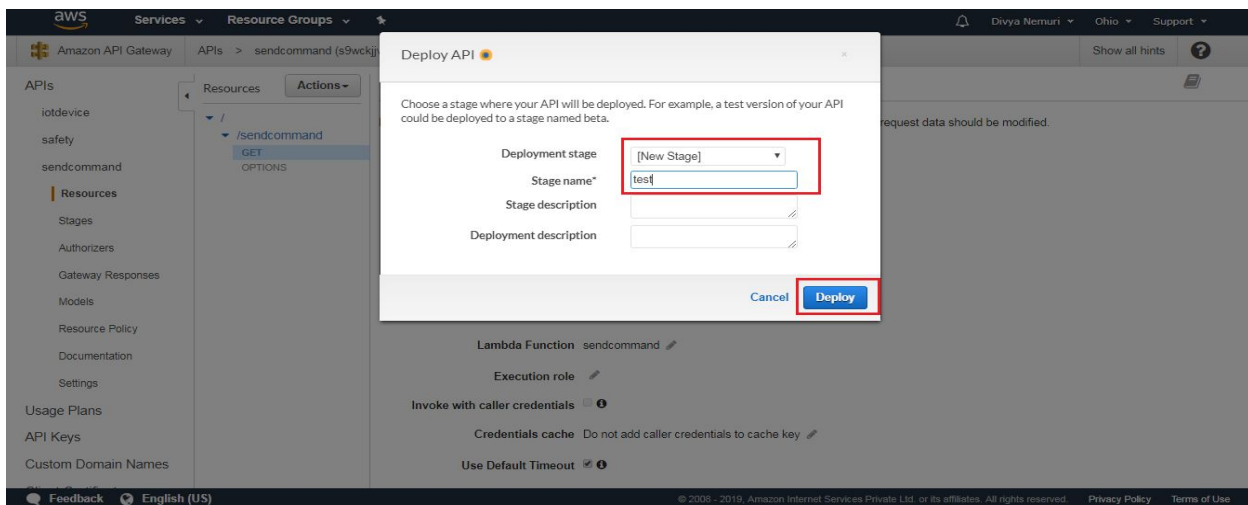 aws Services Resource Groups Divya Nemuri Ohio Support
Amazon API Gateway APIs > sendcommand (s9wckjjv Show all hints ?
Deploy API
Choose a stage where your API will be deployed. For example, a test version of your API
could be deployed to a stage named beta.
Deployment stage [New Stage]
Stage name* test
Stage description
Deployment description
Cancel Deploy
APIs
iotdevice
safety
sendcommand
Resources
Stages
Authorizers
Gateway Responses
Models
Resource Policy
Documentation
Settings
Usage Plans
API Keys
Custom Domain Names
Resources Actions
/
/sendcommand
GET
OPTIONS
request data should be modified.
Lambda Function sendcommand
Execution role
Invoke with caller credentials
Credentials cache Do not add caller credentials to cache key
Use Default Timeout
Feedback English (US) © 2008 - 2019, Amazon Internet Services Private Ltd. or its affiliates. All rights reserved. Privacy Policy Terms of Use